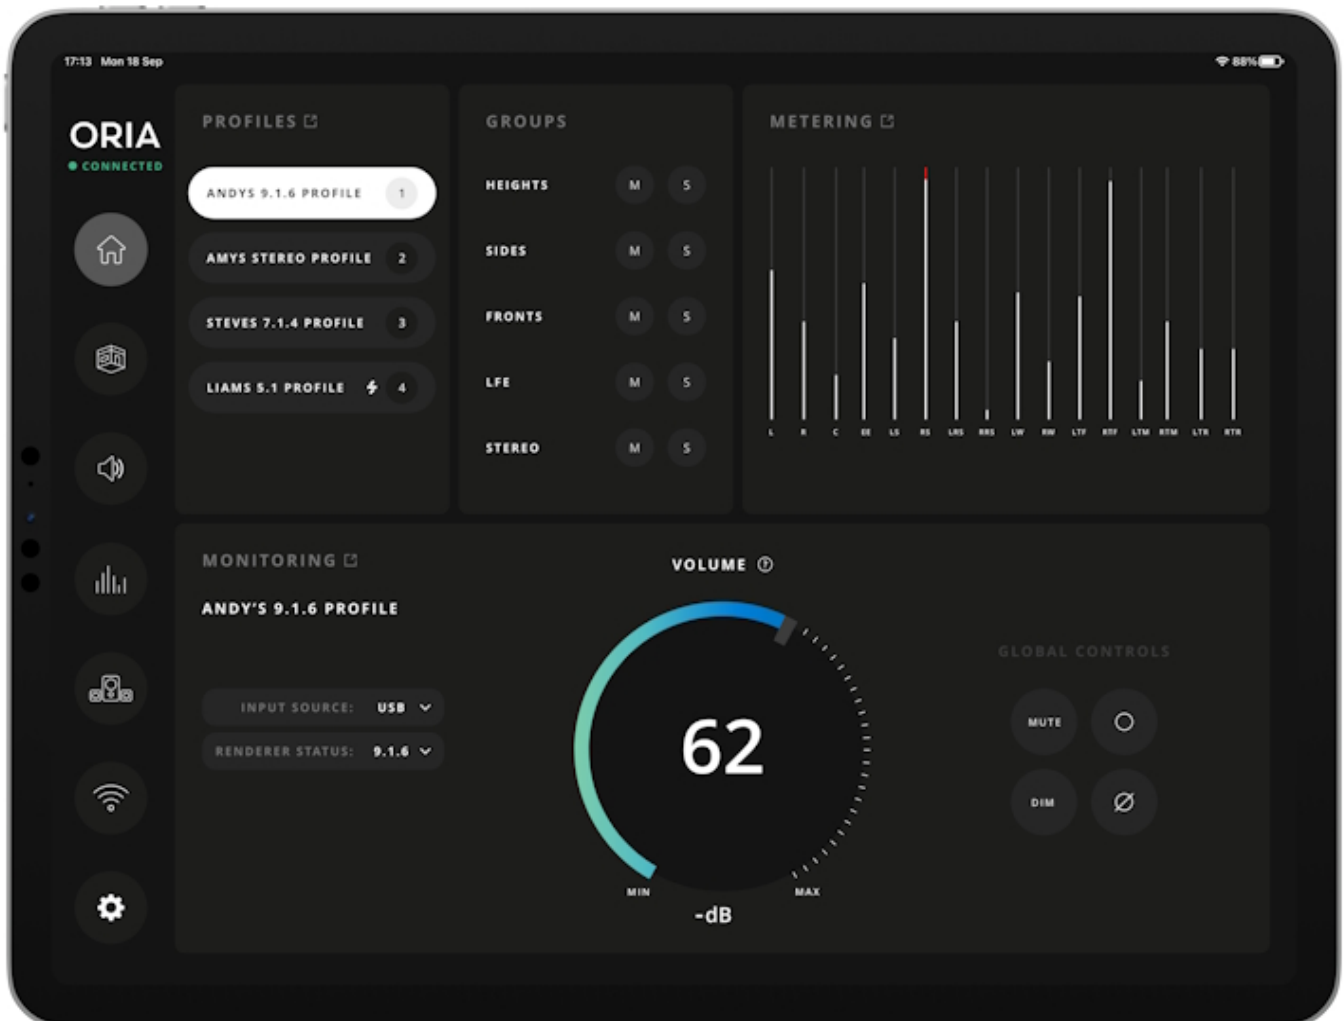 17:13 Mon 18 Sep
88%
ORIA
CONNECTED
PROFILES
ANDYS 9.1.6 PROFILE 1
AMYS STEREO PROFILE 2
STEVES 7.1.4 PROFILE 3
LIAMS 5.1 PROFILE 4
GROUPS
HEIGHTS M S
SIDES M S
FRONTS M S
LFE M S
STEREO M S
METERING
L R C EE LS RS LRS RRS LW RW LTF RTF LTM RTM LTR RTR
MONITORING
ANDY'S 9.1.6 PROFILE
INPUT SOURCE: USB
RENDERER STATUS: 9.1.6
VOLUME ?
62
MIN MAX
-dB
GLOBAL CONTROLS
MUTE
DIM